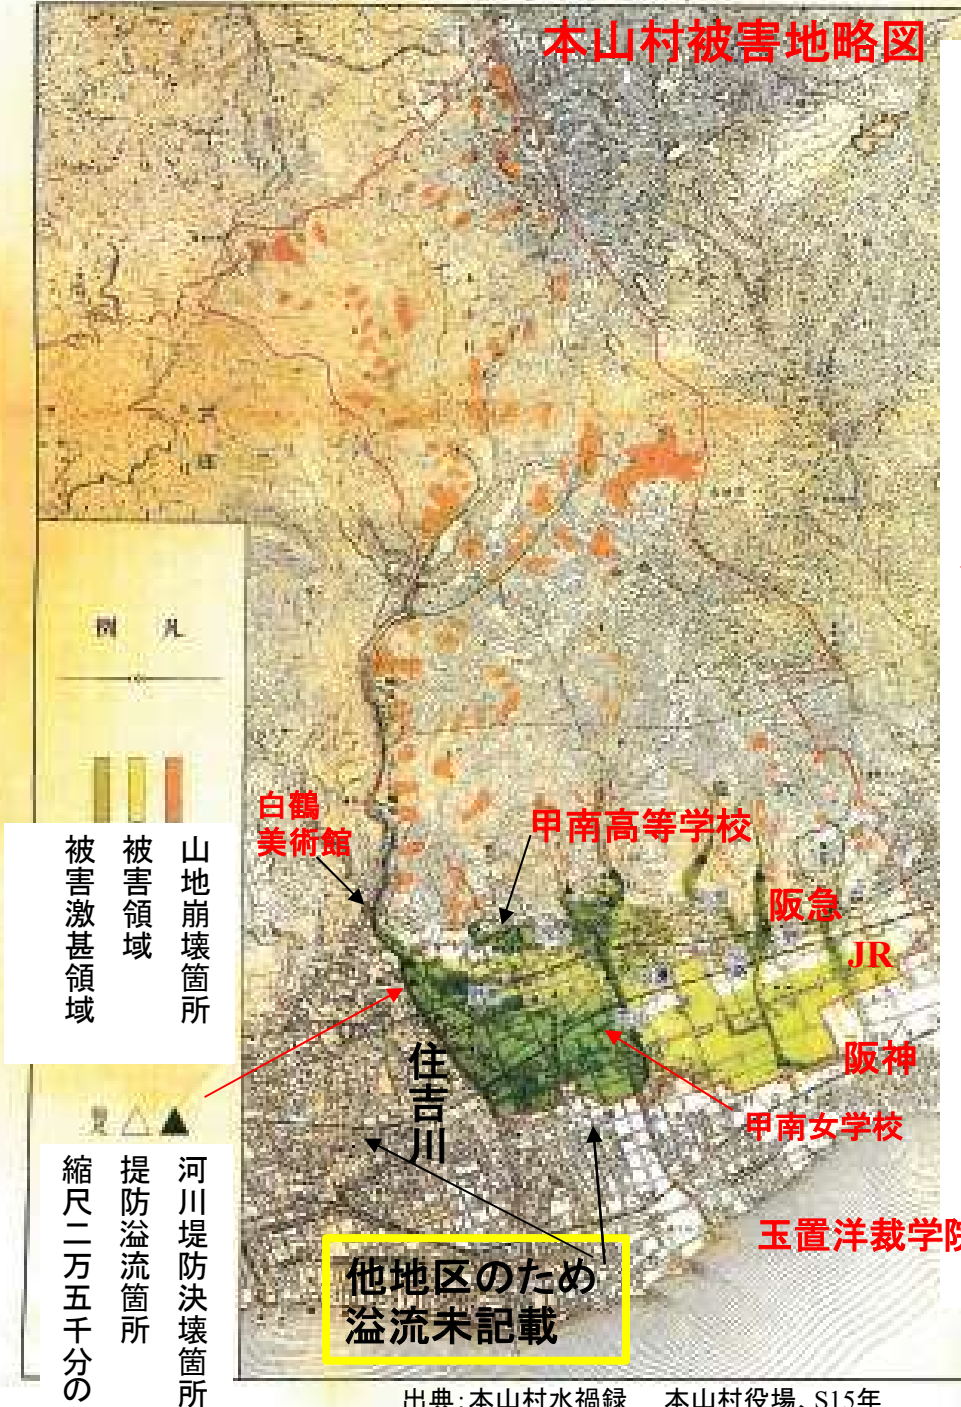 本山村被害地略図
凡例
山地崩壊箇所
被害領域
被害激甚領域
白鶴
美術館
甲南高等学校
阪急
JR
阪神
住吉川
甲南女学校
玉置洋裁学院
河川堤防決壊箇所
提防溢流箇所
縮尺二万五千分の
他地区のため
溢流未記載
出典:本山村水禍録　本山村役場、S15年